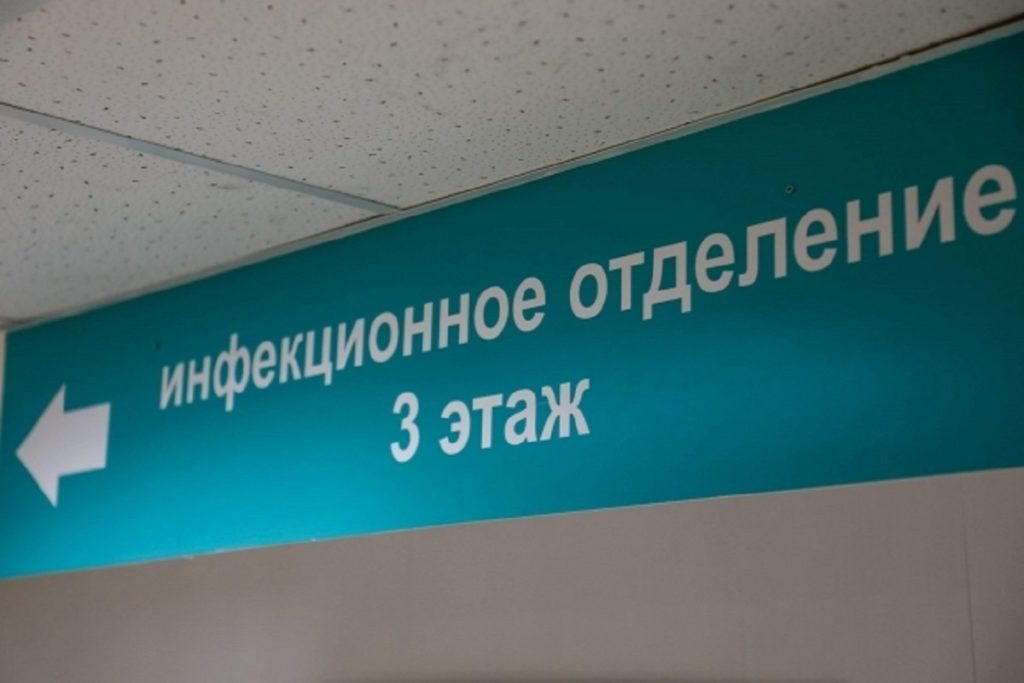 инфекционное отделение
3 этаж